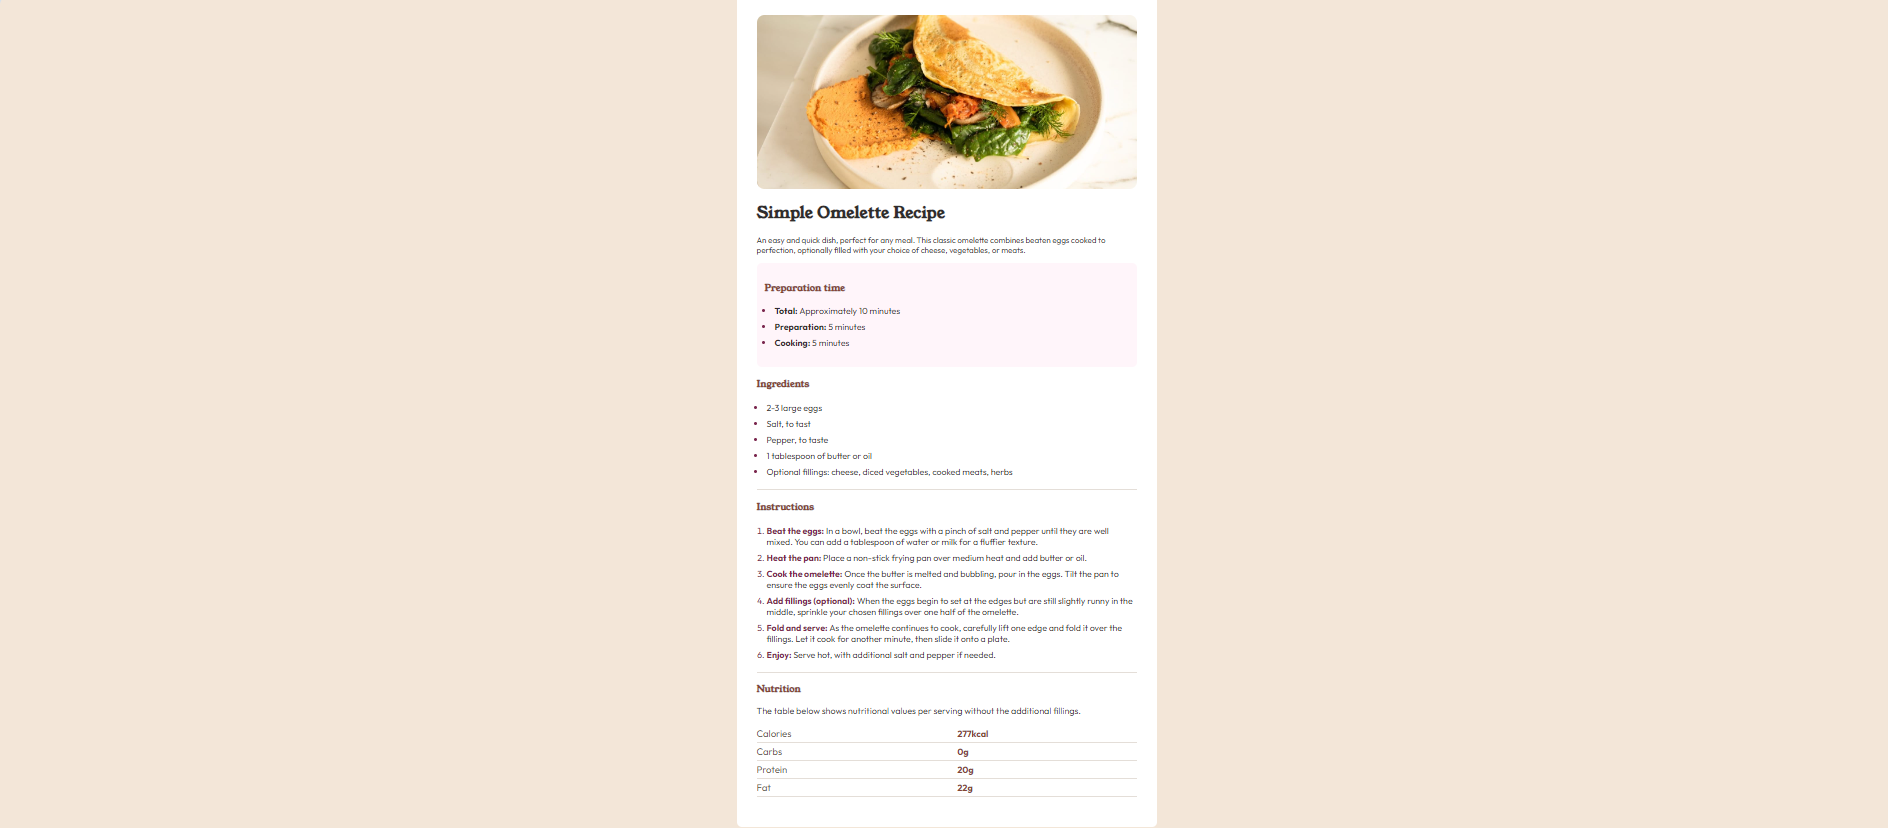 Simple Omelette Recipe
An easy and quick dish, perfect for any meal. This classic omelette combines beaten eggs cooked to
perfection, optionally filled with your choice of cheese, vegetables, or meats.
Preparation time
• Total: Approximately 10 minutes
• Preparation: 5 minutes
• Cooking: 5 minutes
Ingredients
• 2-3 large eggs
• Salt, to tast
• Pepper, to taste
• 1 tablespoon of butter or oil
• Optional fillings: cheese, diced vegetables, cooked meats, herbs
Instructions
1. Beat the eggs: In a bowl, beat the eggs with a pinch of salt and pepper until they are well
mixed. You can add a tablespoon of water or milk for a fluffier texture.
2. Heat the pan: Place a non-stick frying pan over medium heat and add butter or oil.
3. Cook the omelette: Once the butter is melted and bubbling, pour in the eggs. Tilt the pan to
ensure the eggs evenly coat the surface.
4. Add fillings (optional): When the eggs begin to set at the edges but are still slightly runny in the
middle, sprinkle your chosen fillings over one half of the omelette.
5. Fold and serve: As the omelette continues to cook, carefully lift one edge and fold it over the
fillings. Let it cook for another minute, then slide it onto a plate.
6. Enjoy: Serve hot, with additional salt and pepper if needed.
Nutrition
The table below shows nutritional values per serving without the additional fillings.
Calories 277kcal
Carbs 0g
Protein 20g
Fat 22g